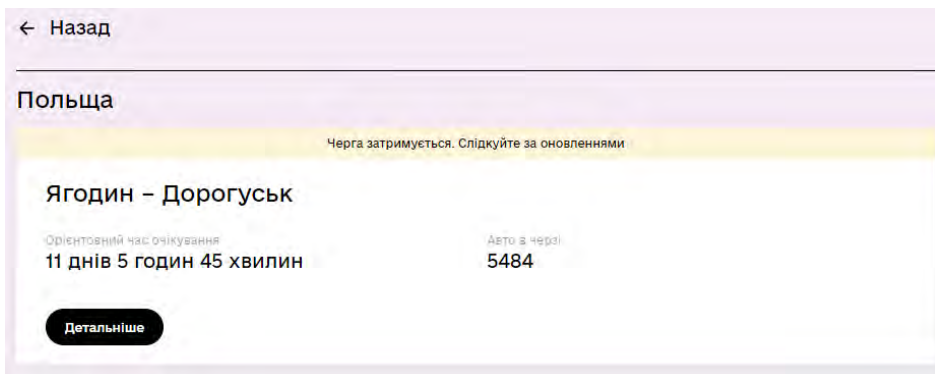 ← Назад
Польща
Черга затримується. Слідкуйте за оновленнями
Ягодин – Дорогуськ
Орієнтовний час очікування
11 днів 5 годин 45 хвилин
Авто в черзі
5484
Детальніше